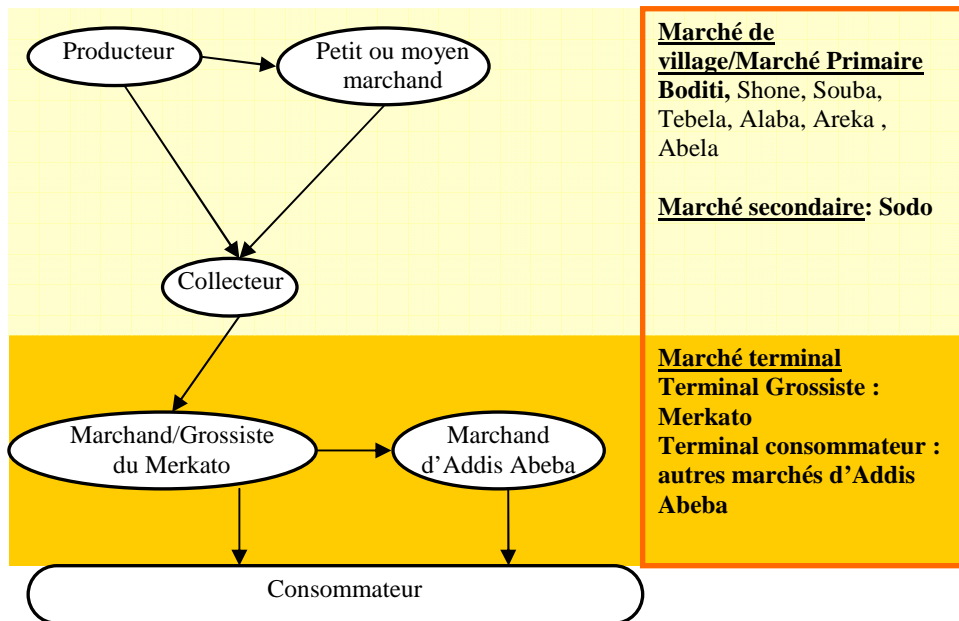 Producteur
Petit ou moyen
marchand
Collecteur
Marchand/Grossiste
du Merkato
Marchand
d’Addis Abeba
Consommateur
Marché de
village/Marché Primaire
Boditi, Shone, Souba,
Tebela, Alaba, Areka ,
Abela
Marché secondaire: Sodo
Marché terminal
Terminal Grossiste :
Merkato
Terminal consommateur :
autres marchés d’Addis
Abeba